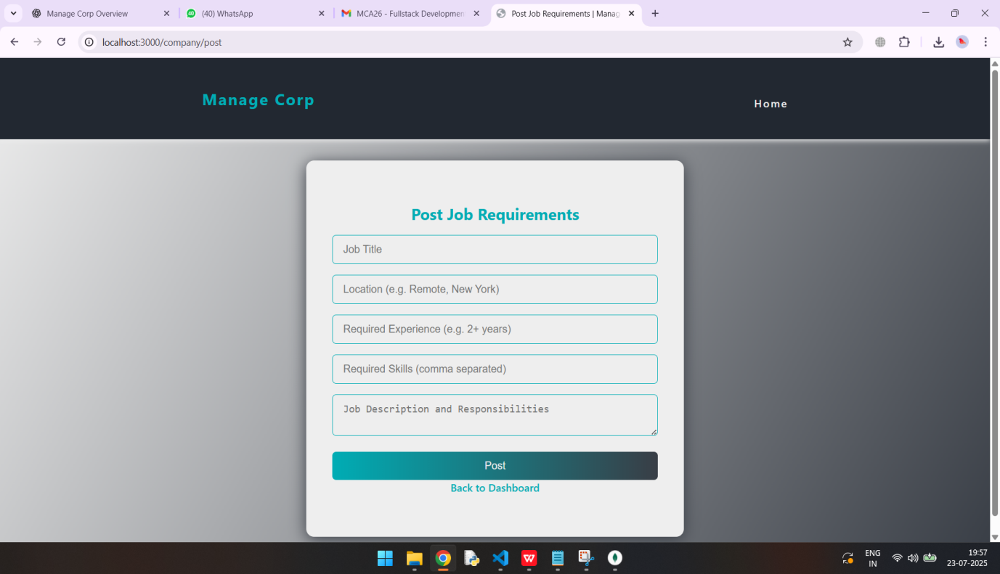 Manage Corp Overview
(40) WhatsApp
MCA26 - Fullstack Developmen
Post Job Requirements | Manag
localhost:3000/company/post
Manage Corp
Home
Post Job Requirements
Job Title
Location (e.g. Remote, New York)
Required Experience (e.g. 2+ years)
Required Skills (comma separated)
Job Description and Responsibilities
Post
Back to Dashboard
ENG
IN
19:57
23-07-2025